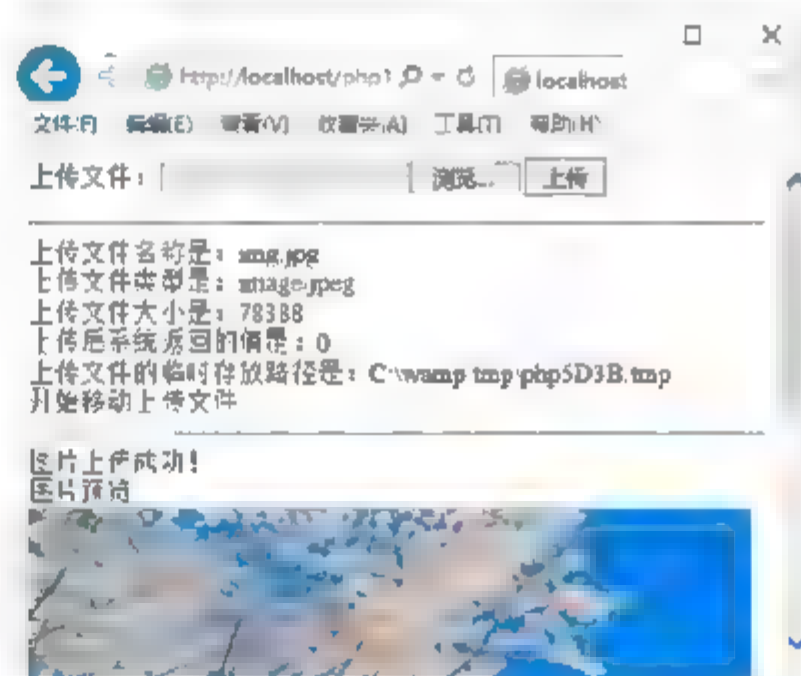 http://localhost/php localhost
文件(F) 编辑(E) 查看(V) 收藏夹(A) 工具(T) 帮助(H)
上传文件： 浏览... 上传
上传文件名称是：
上传文件类型是：image/jpeg
上传文件大小是：78388
上传后系统返回的值是：0
上传文件的临时存放路径是：C:\wamp\tmp\php5D3B.tmp
开始移动上传文件
图片上传成功！
图片预览